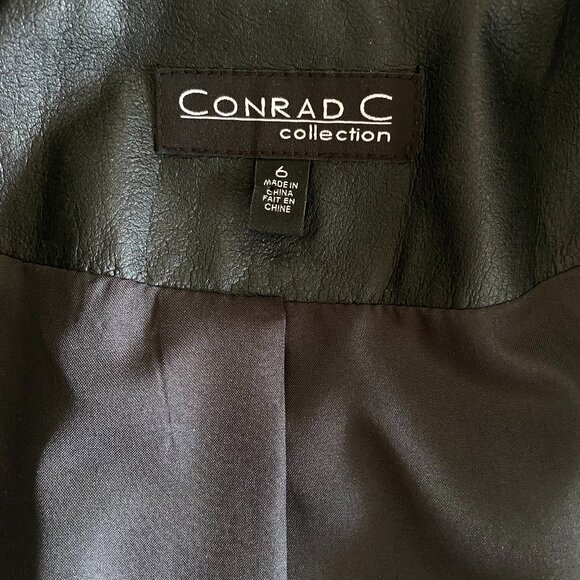 CONRAD C
collection
6
MADE IN
CHINA
FAIT EN
CHINE